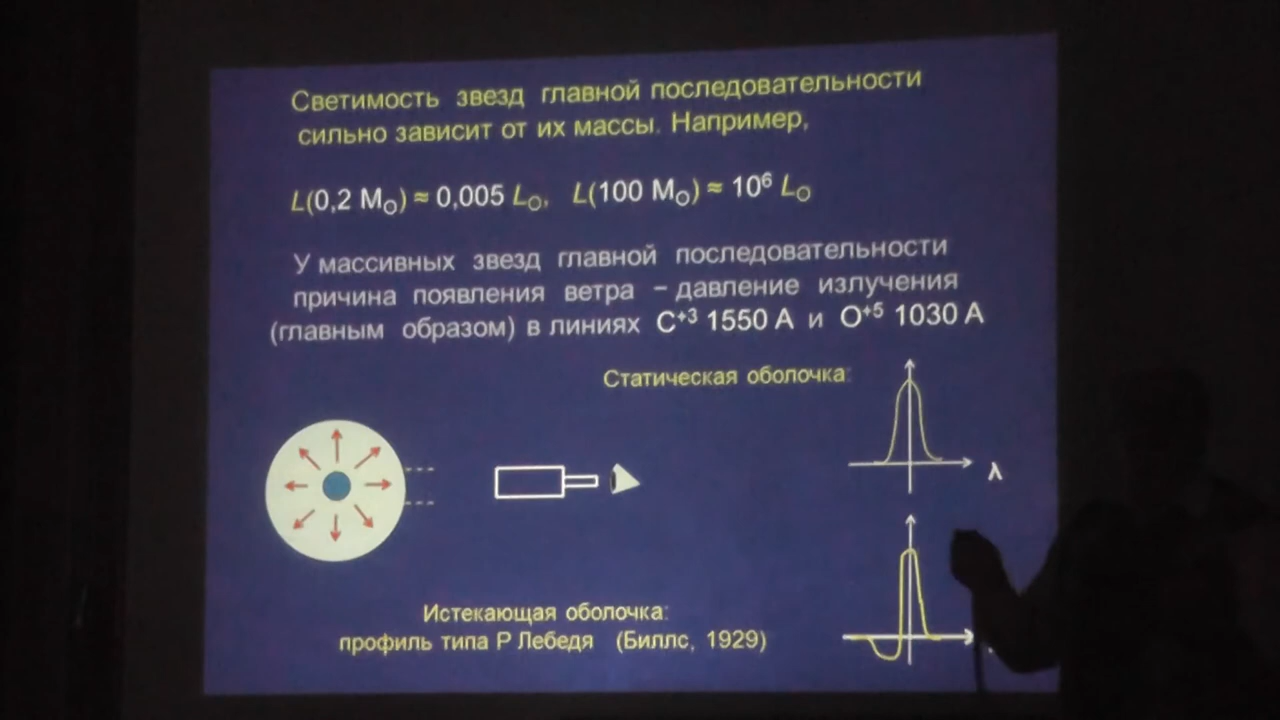 Светимость звезд главной последовательности
сильно зависит от их массы. Например,
L(0,2 M⊙) ≈ 0,005 L⊙, L(100 M⊙) ≈ 10⁶ L⊙
У массивных звезд главной последовательности
причина появления ветра – давление излучения
(главным образом) в линиях C⁺³ 1550 A и O⁺⁵ 1030 A
Статическая оболочка:
λ
Истекающая оболочка:
профиль типа P Лебедя (Биллс, 1929)